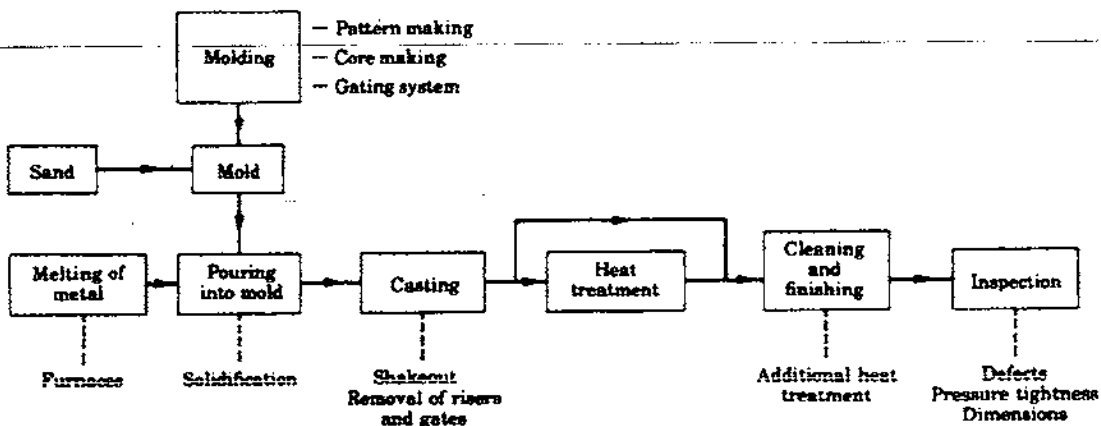 Molding
— Pattern making
— Core making
— Gating system
Sand
Mold
Melting of
metal
Pouring
into mold
Casting
Heat
treatment
Cleaning
and
finishing
Inspection
Furnaces
Solidification
Shakeout
Removal of risers
and gates
Additional heat
treatment
Defects
Pressure tightness
Dimensions